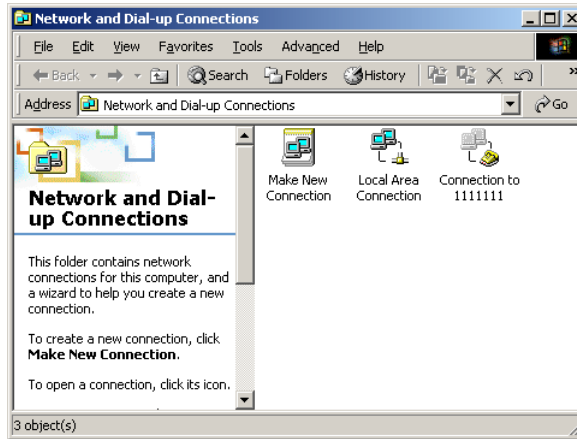 Network and Dial-up Connections
File Edit View Favorites Tools Advanced Help
Back Search Folders History »
Address Network and Dial-up Connections Go
Network and Dial-
up Connections
This folder contains network
connections for this computer, and
a wizard to help you create a new
connection.
To create a new connection, click
Make New Connection.
To open a connection, click its icon.
Make New
Connection
Local Area
Connection
Connection to
1111111
3 object(s)